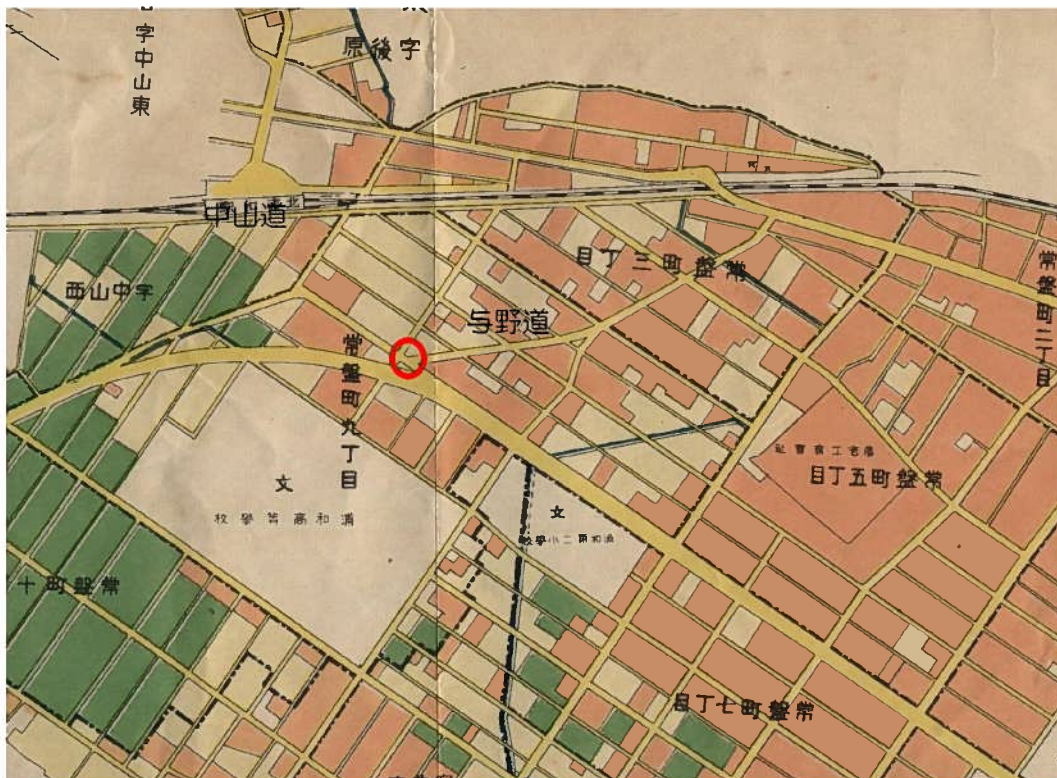 字中山東
字後原
中山道
常盤町三丁目
常盤町二丁目
字中山西
与野道
常盤町九丁目
常盤町五丁目
文
浦和高等學校
文
浦和第二小學校
常盤町十
常盤町七丁目